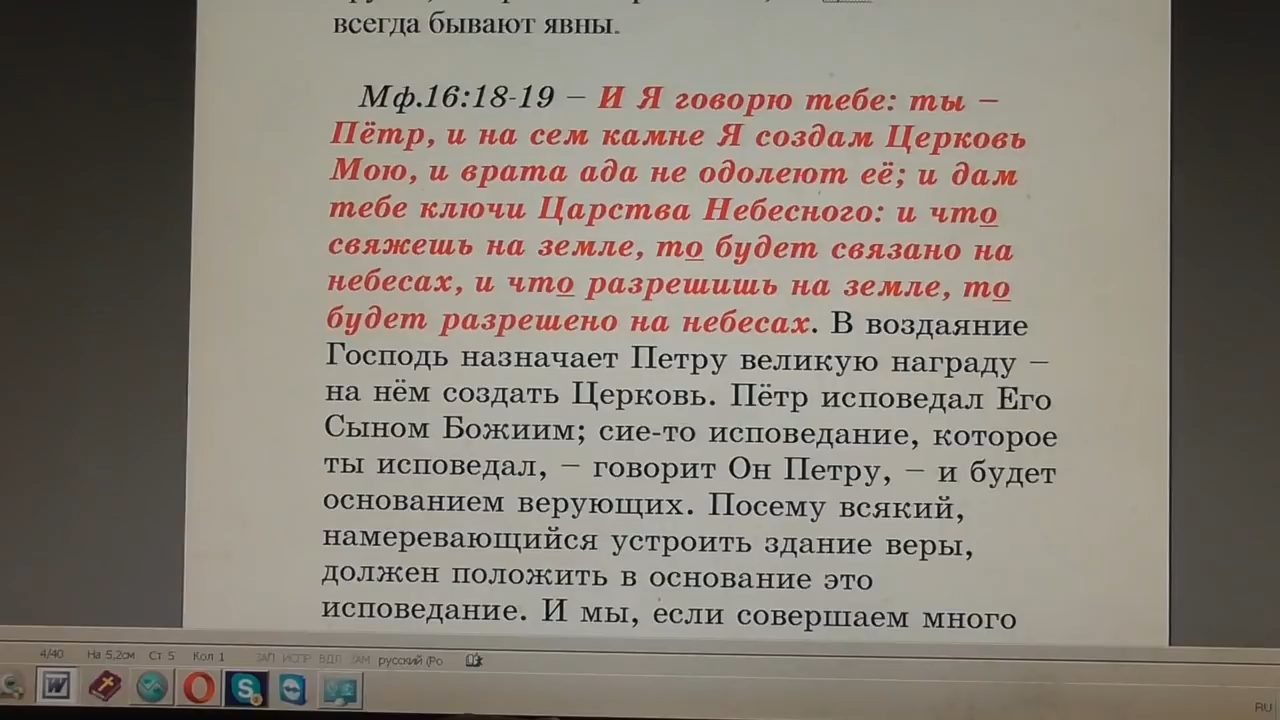 всегда бывают явны.
Мф.16:18-19 – И Я говорю тебе: ты –
Пётр, и на сем камне Я создам Церковь
Мою, и врата ада не одолеют её; и дам
тебе ключи Царства Небесного: и что
свяжешь на земле, то будет связано на
небесах, и что разрешишь на земле, то
будет разрешено на небесах. В воздаяние
Господь назначает Петру великую награду –
на нём создать Церковь. Пётр исповедал Его
Сыном Божиим; сие-то исповедание, которое
ты исповедал, – говорит Он Петру, – и будет
основанием верующих. Посему всякий,
намеревающийся устроить здание веры,
должен положить в основание это
исповедание. И мы, если совершаем много
4/40 На 5,2см Ст 5 Кол 1 ЗАП ИСПР ВДЛ ЗАМ русский (Ро
RU